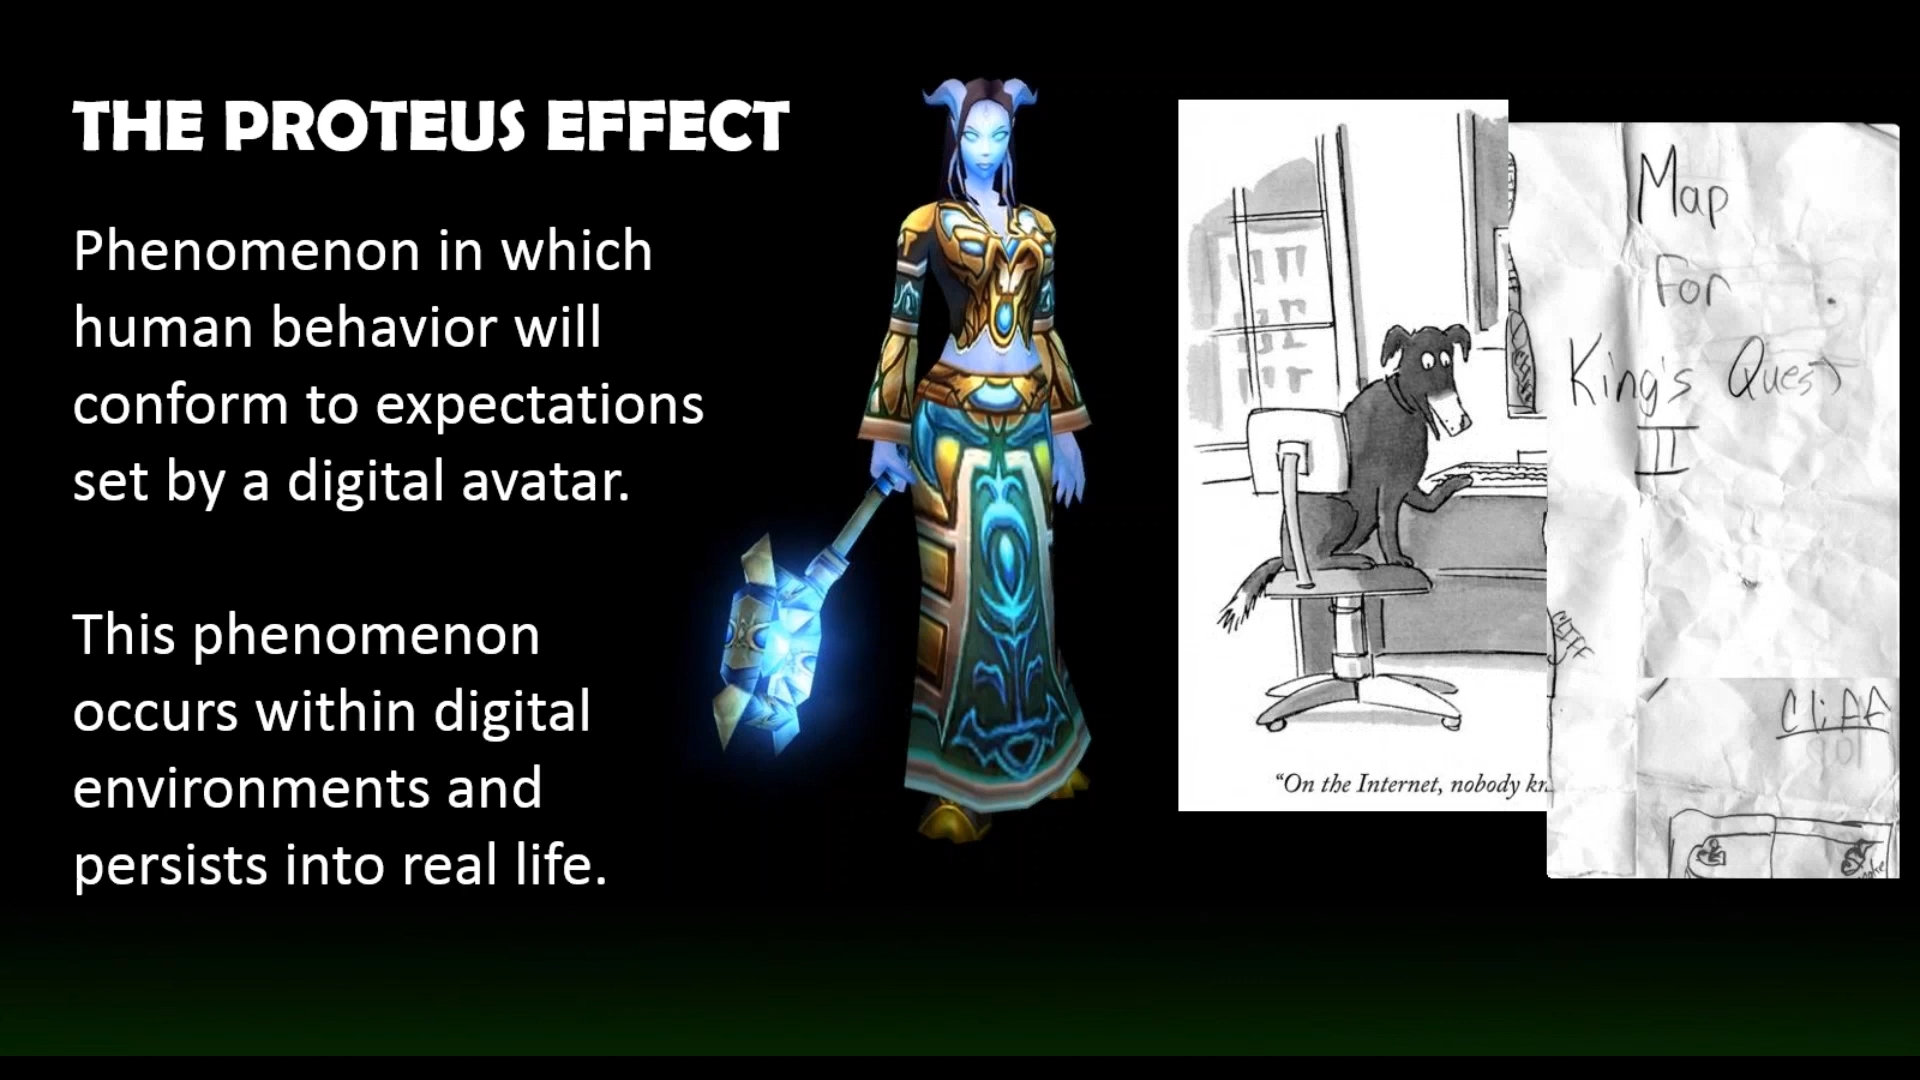 THE PROTEUS EFFECT
Phenomenon in which
human behavior will
conform to expectations
set by a digital avatar.
This phenomenon
occurs within digital
environments and
persists into real life.
"On the Internet, nobody
Map
For
King's Quest
II
Cliff